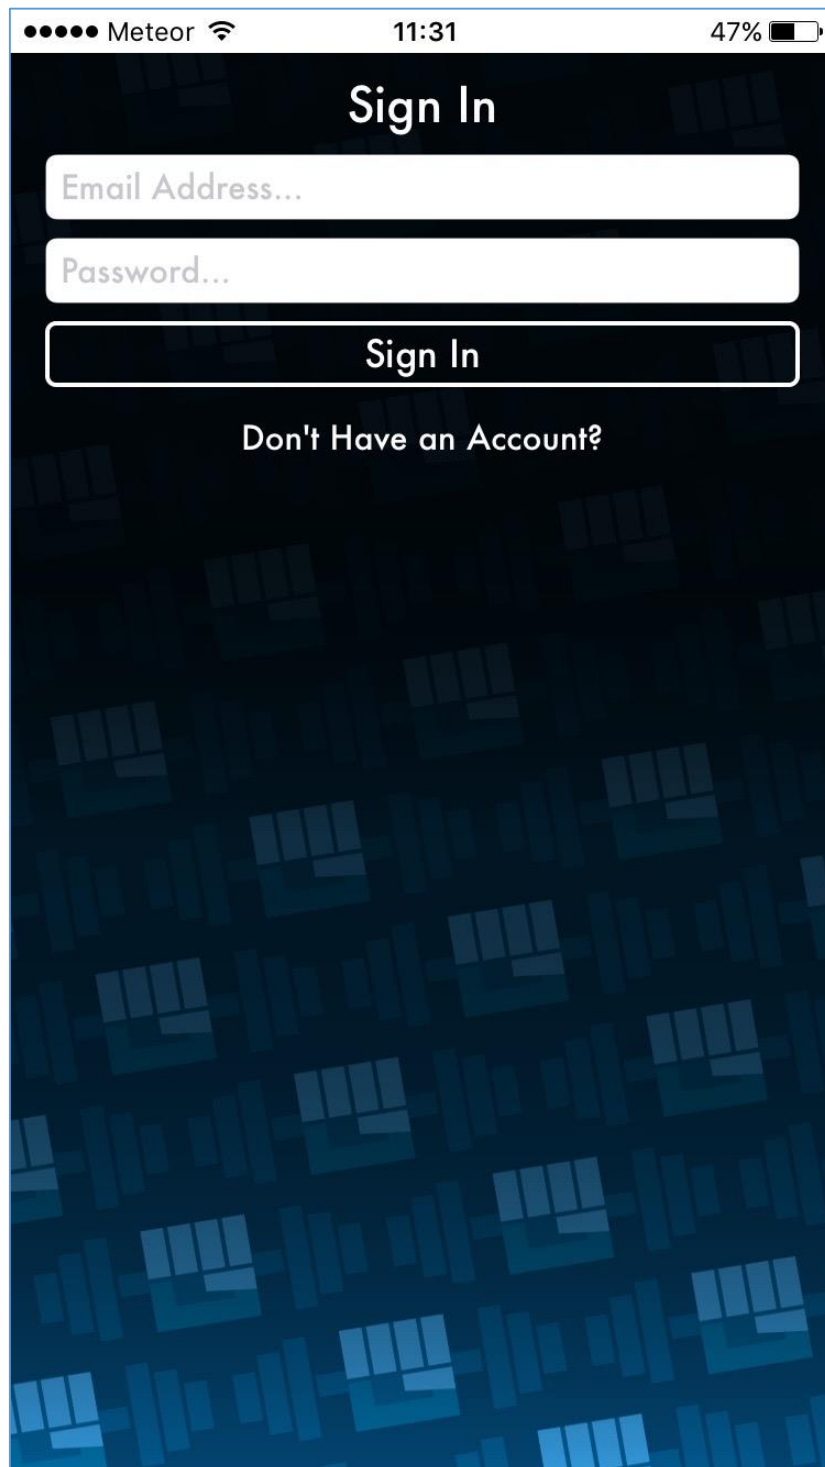 Meteor 11:31 47%
Sign In
Email Address...
Password...
Sign In
Don't Have an Account?